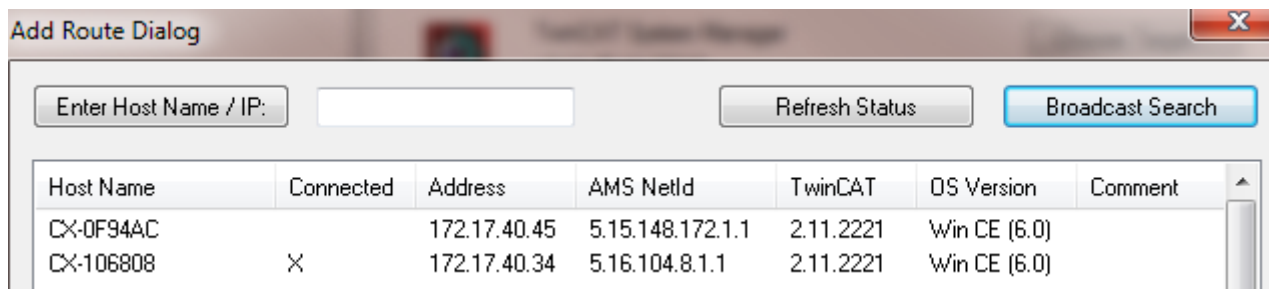 Add Route Dialog
TwinCAT System Manager
Enter Host Name / IP: Refresh Status Broadcast Search
Host Name Connected Address AMS NetId TwinCAT OS Version Comment
CX-0F94AC 172.17.40.45 5.15.148.172.1.1 2.11.2221 Win CE (6.0)
CX-106808 X 172.17.40.34 5.16.104.8.1.1 2.11.2221 Win CE (6.0)